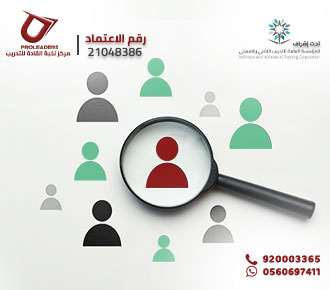 PROLEADERS
مركز نخبة القادة للتدريب
رقم الاعتماد
21048386
تحت إشراف
المؤسسة العامة للتدريب التقني والمهني
Technical and Vocational Training Corporation
920003365
0560697411